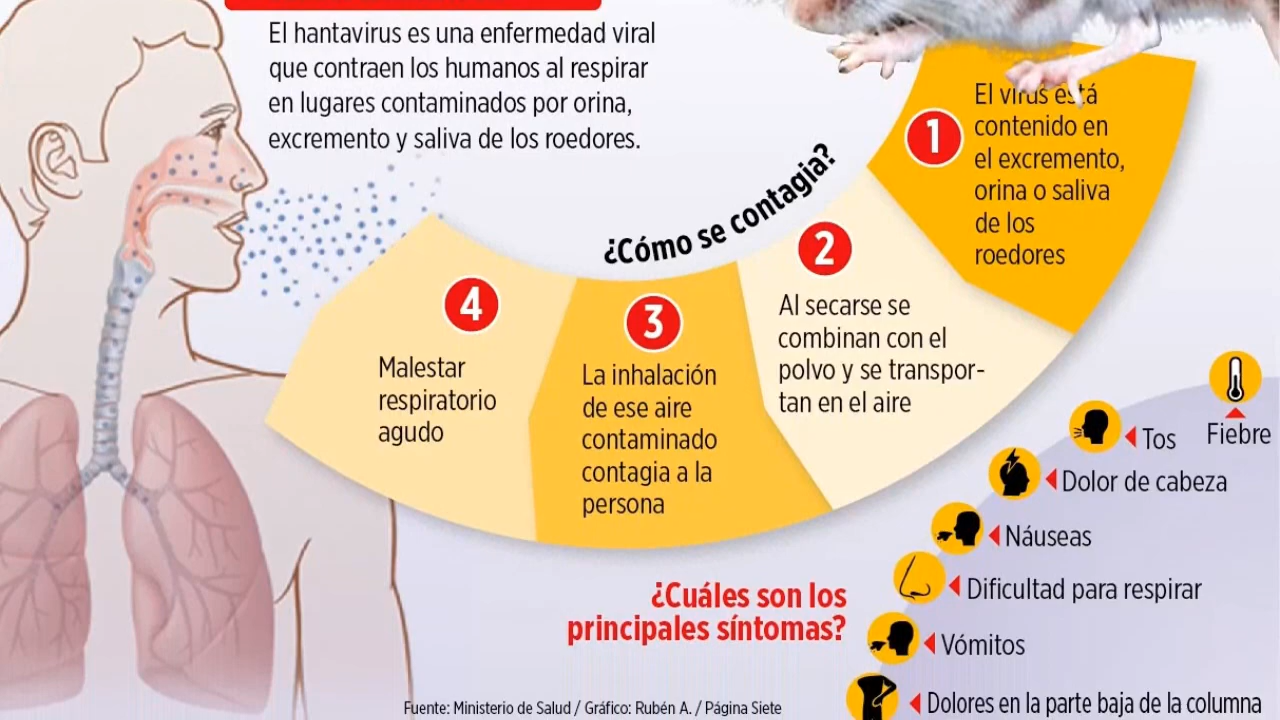 El hantavirus es una enfermedad viral
que contraen los humanos al respirar
en lugares contaminados por orina,
excremento y saliva de los roedores.
¿Cómo se contagia?
1
El virus está
contenido en
el excremento,
orina o saliva
de los
roedores
2
Al secarse se
combinan con el
polvo y se transpor-
tan en el aire
3
La inhalación
de ese aire
contaminado
contagia a la
persona
4
Malestar
respiratorio
agudo
¿Cuáles son los
principales síntomas?
Fiebre
Tos
Dolor de cabeza
Náuseas
Dificultad para respirar
Vómitos
Dolores en la parte baja de la columna
Fuente: Ministerio de Salud / Gráfico: Rubén A. / Página Siete